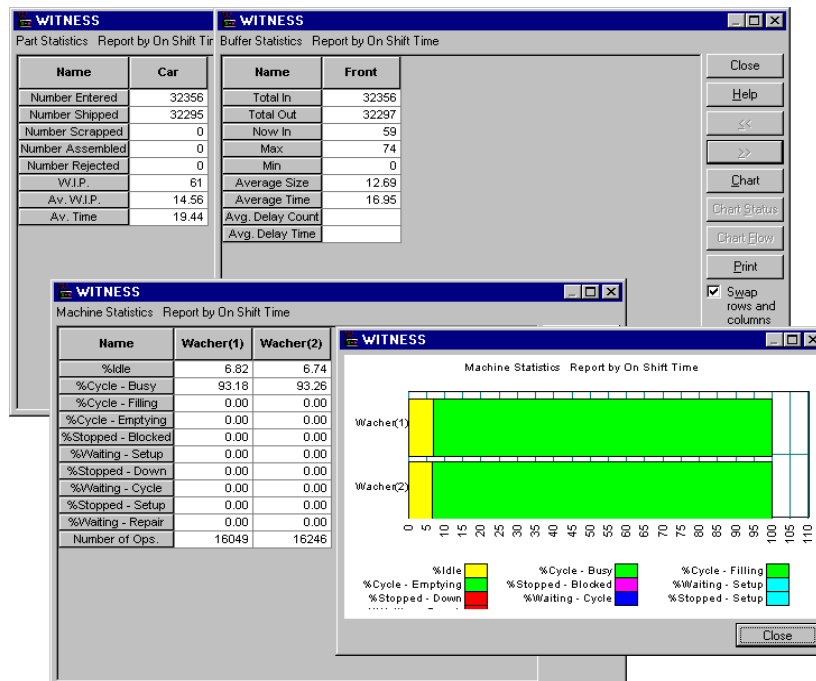 WITNESS
Part Statistics Report by On Shift Tir
Name Car
Number Entered 32356
Number Shipped 32295
Number Scrapped 0
Number Assembled 0
Number Rejected 0
W.I.P. 61
Av. W.I.P. 14.56
Av. Time 19.44
WITNESS
Buffer Statistics Report by On Shift Time
Name Front
Total In 32356
Total Out 32297
Now In 59
Max 74
Min 0
Average Size 12.69
Average Time 16.95
Avg. Delay Count
Avg. Delay Time
Close
Help
<<
>>
Chart
Chart Status
Chart Flow
Print
Swap
rows and
columns
WITNESS
Machine Statistics Report by On Shift Time
Name Wacher(1) Wacher(2)
%Idle 6.82 6.74
%Cycle - Busy 93.18 93.26
%Cycle - Filling 0.00 0.00
%Cycle - Emptying 0.00 0.00
%Stopped - Blocked 0.00 0.00
%Waiting - Setup 0.00 0.00
%Stopped - Down 0.00 0.00
%Waiting - Cycle 0.00 0.00
%Stopped - Setup 0.00 0.00
%Waiting - Repair 0.00 0.00
Number of Ops. 16049 16246
WITNESS
Machine Statistics Report by On Shift Time
Wacher(1)
Wacher(2)
0 5 10 15 20 25 30 35 40 45 50 55 60 65 70 75 80 85 90 95 100 105 110
%Idle %Cycle - Busy %Cycle - Filling
%Cycle - Emptying %Stopped - Blocked %Waiting - Setup
%Stopped - Down %Waiting - Cycle %Stopped - Setup
Close